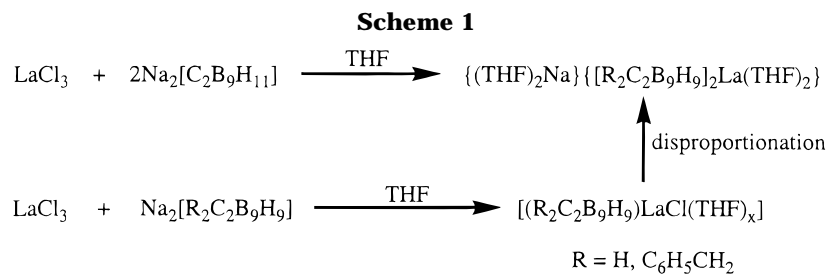 Scheme 1
LaCl₃ + 2Na₂[C₂B₉H₁₁] THF {(THF)₂Na}{[R₂C₂B₉H₉]₂La(THF)₂}
disproportionation
LaCl₃ + Na₂[R₂C₂B₉H₉] THF [(R₂C₂B₉H₉)LaCl(THF)ₓ]
R = H, C₆H₅CH₂